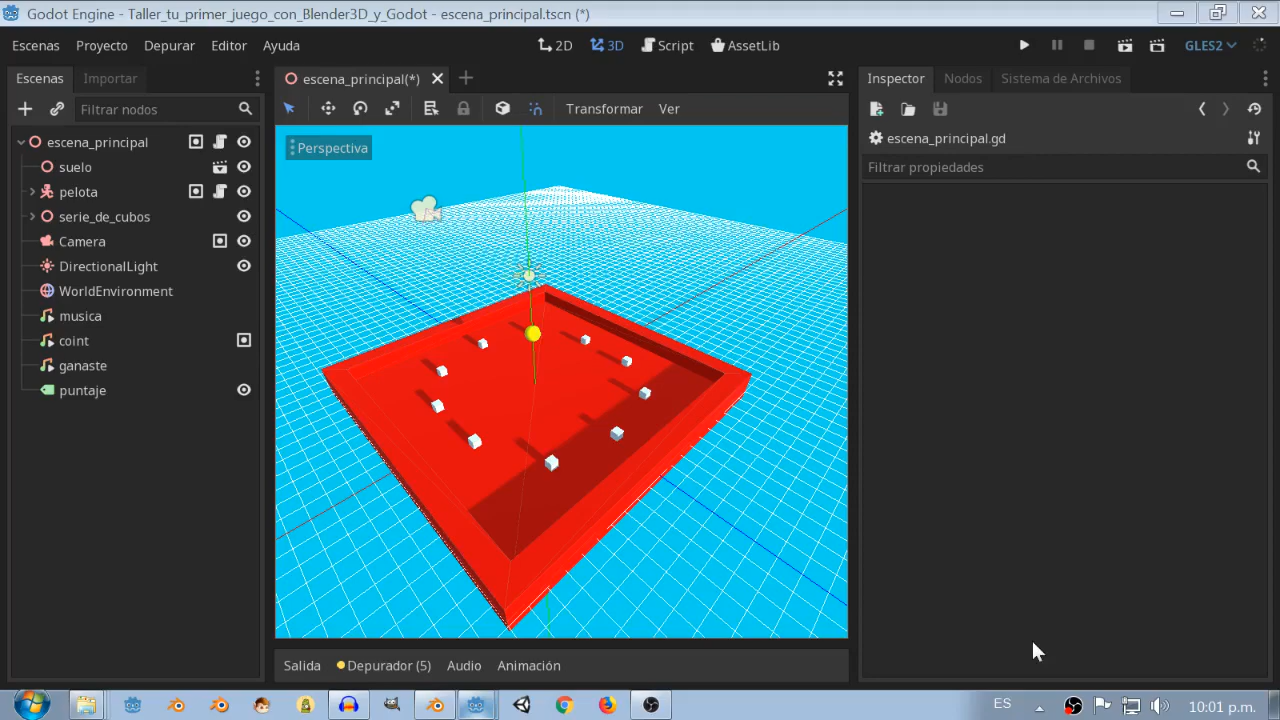 Godot Engine - Taller_tu_primer_juego_con_Blender3D_y_Godot - escena_principal.tscn (*)
Escenas Proyecto Depurar Editor Ayuda 2D 3D Script AssetLib GLES2
Escenas Importar escena_principal(*) Inspector Nodos Sistema de Archivos
Filtrar nodos Transformar Ver
escena_principal escena_principal.gd
Perspectiva
suelo Filtrar propiedades
pelota
serie_de_cubos
Camera
DirectionalLight
WorldEnvironment
musica
coint
ganaste
puntaje
Salida Depurador (5) Audio Animación
ES 10:01 p.m.